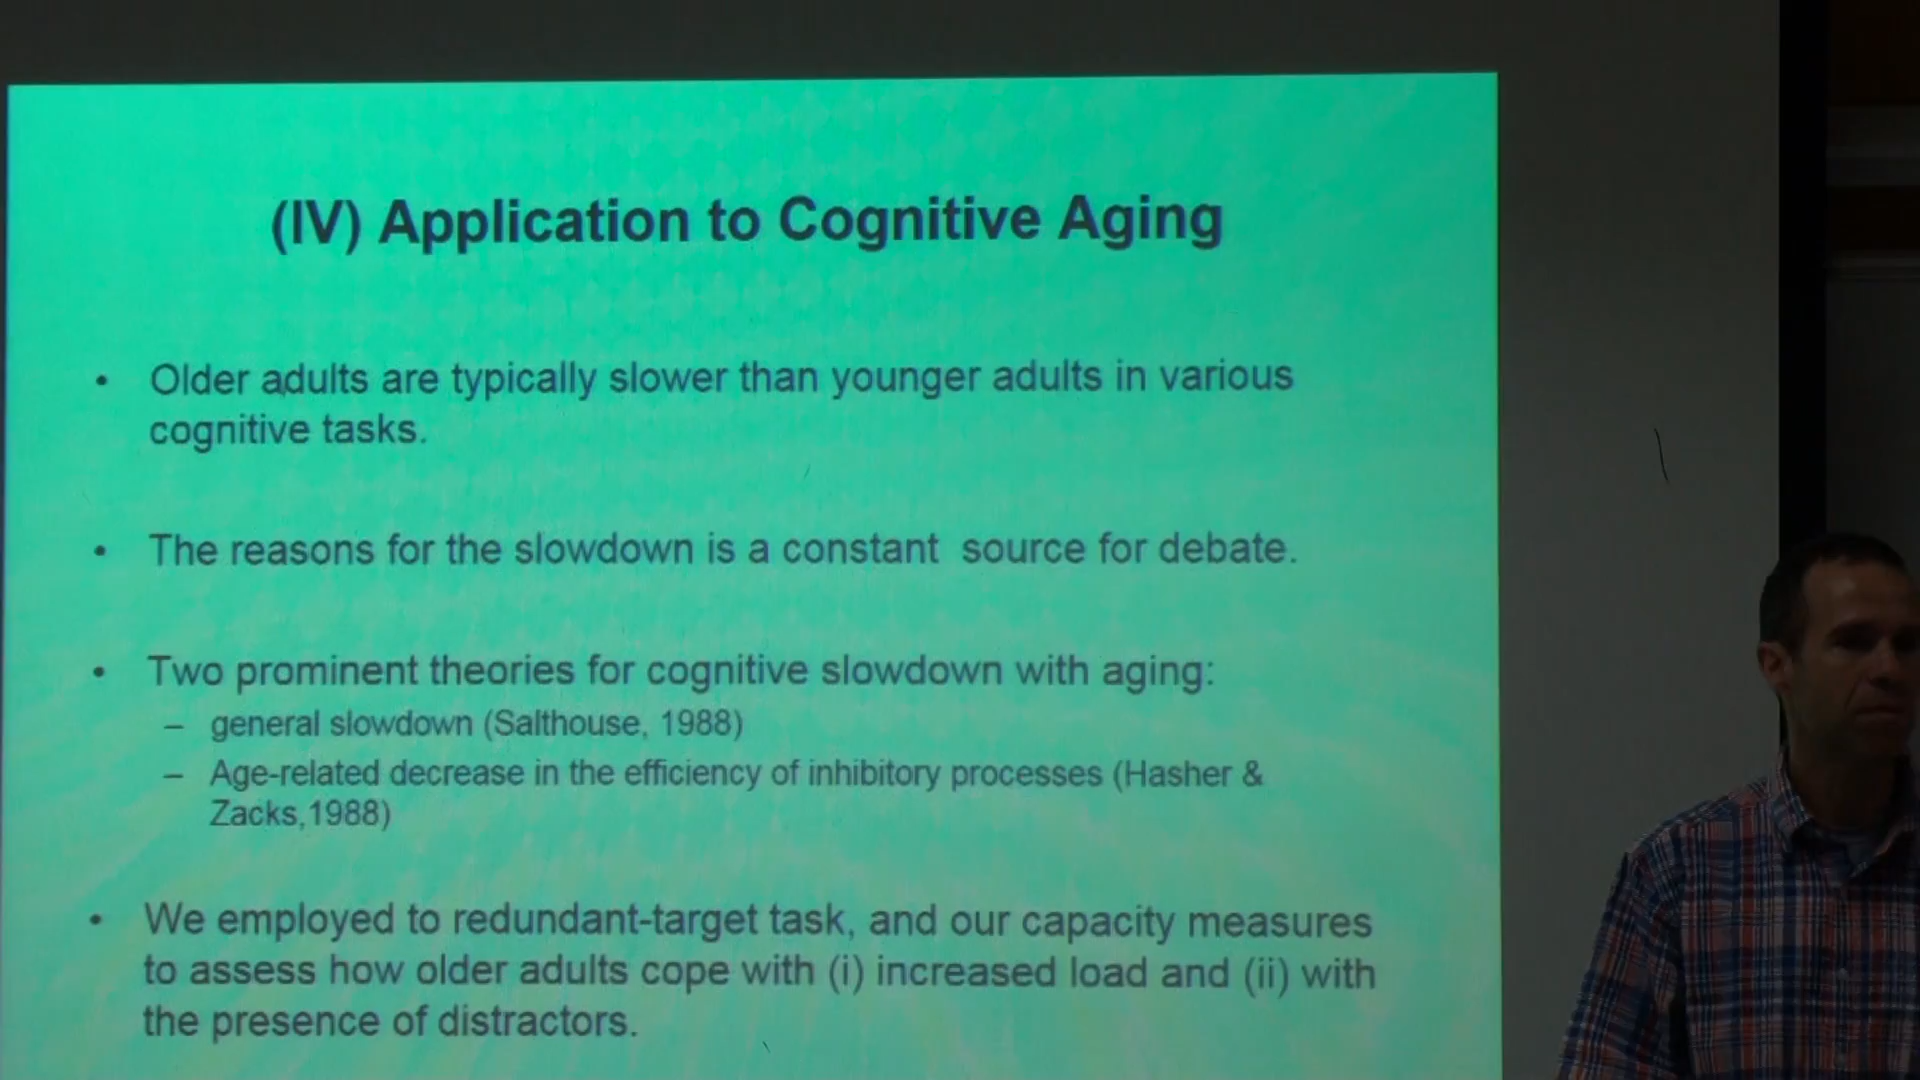 (IV) Application to Cognitive Aging
• Older adults are typically slower than younger adults in various
cognitive tasks.
• The reasons for the slowdown is a constant source for debate.
• Two prominent theories for cognitive slowdown with aging:
– general slowdown (Salthouse, 1988)
– Age-related decrease in the efficiency of inhibitory processes (Hasher &
Zacks,1988)
• We employed to redundant-target task, and our capacity measures
to assess how older adults cope with (i) increased load and (ii) with
the presence of distractors.